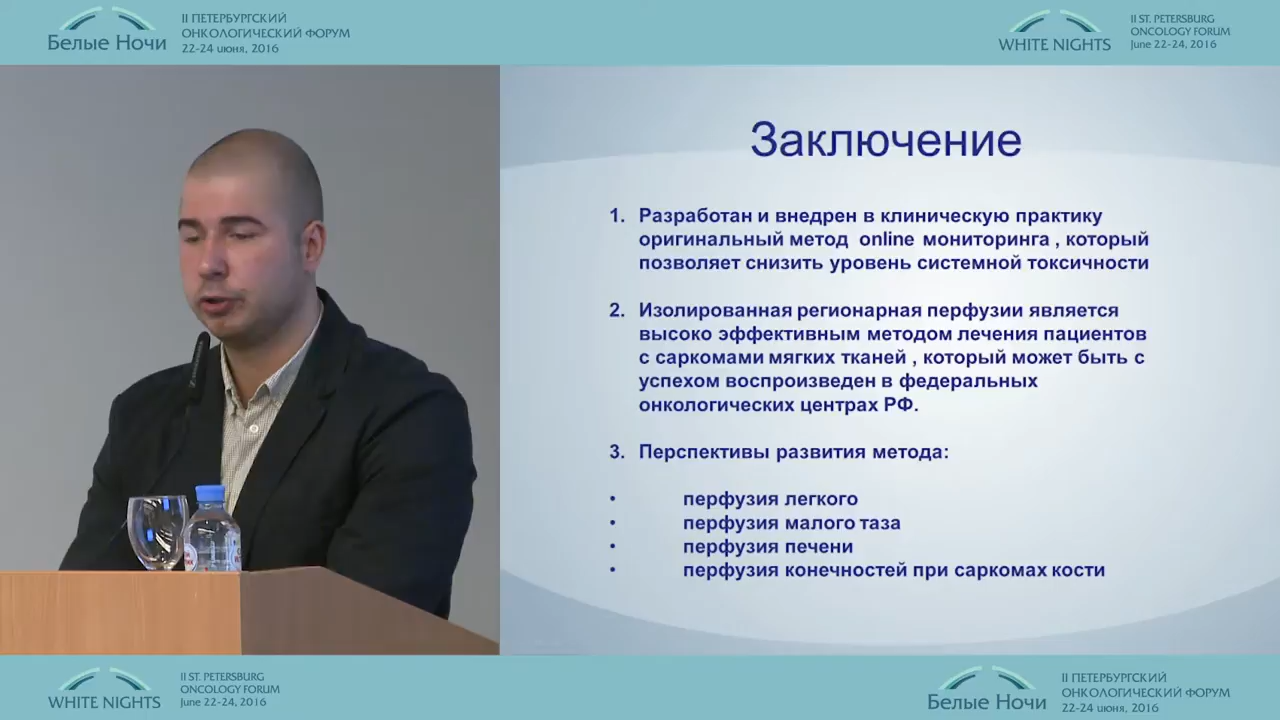 Белые Ночи
II ПЕТЕРБУРГСКИЙ
ОНКОЛОГИЧЕСКИЙ ФОРУМ
22-24 июня, 2016
WHITE NIGHTS
II ST. PETERSBURG
ONCOLOGY FORUM
June 22-24, 2016
Заключение
1. Разработан и внедрен в клиническую практику
оригинальный метод online мониторинга , который
позволяет снизить уровень системной токсичности
2. Изолированная регионарная перфузии является
высоко эффективным методом лечения пациентов
с саркомами мягких тканей , который может быть с
успехом воспроизведен в федеральных
онкологических центрах РФ.
3. Перспективы развития метода:
• перфузия легкого
• перфузия малого таза
• перфузия печени
• перфузия конечностей при саркомах кости
WHITE NIGHTS
II ST. PETERSBURG
ONCOLOGY FORUM
June 22-24, 2016
Белые Ночи
II ПЕТЕРБУРГСКИЙ
ОНКОЛОГИЧЕСКИЙ ФОРУМ
22-24 июня, 2016